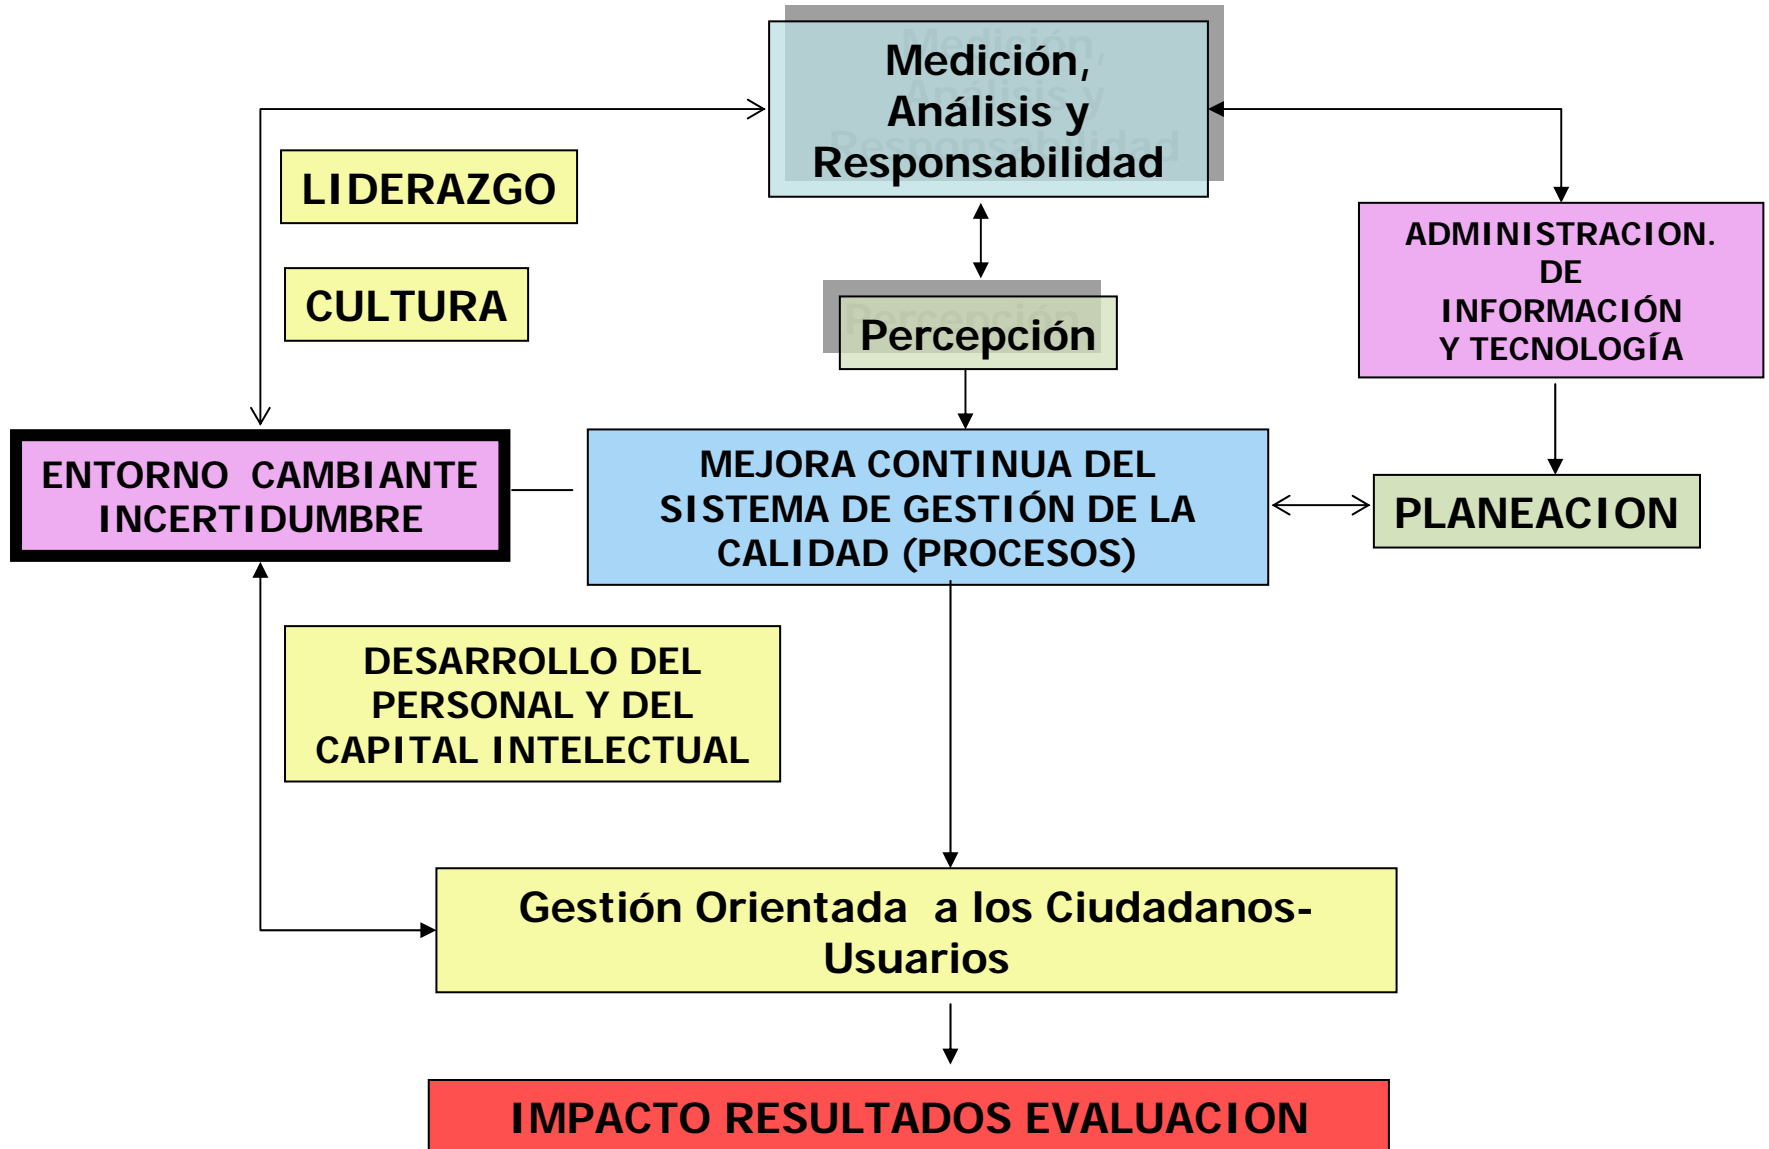 Medición,
Análisis y
Responsabilidad
LIDERAZGO
CULTURA
Percepción
ADMINISTRACION.
DE
INFORMACIÓN
Y TECNOLOGÍA
ENTORNO CAMBIANTE
INCERTIDUMBRE
MEJORA CONTINUA DEL
SISTEMA DE GESTIÓN DE LA
CALIDAD (PROCESOS)
PLANEACION
DESARROLLO DEL
PERSONAL Y DEL
CAPITAL INTELECTUAL
Gestión Orientada a los Ciudadanos-
Usuarios
IMPACTO RESULTADOS EVALUACION